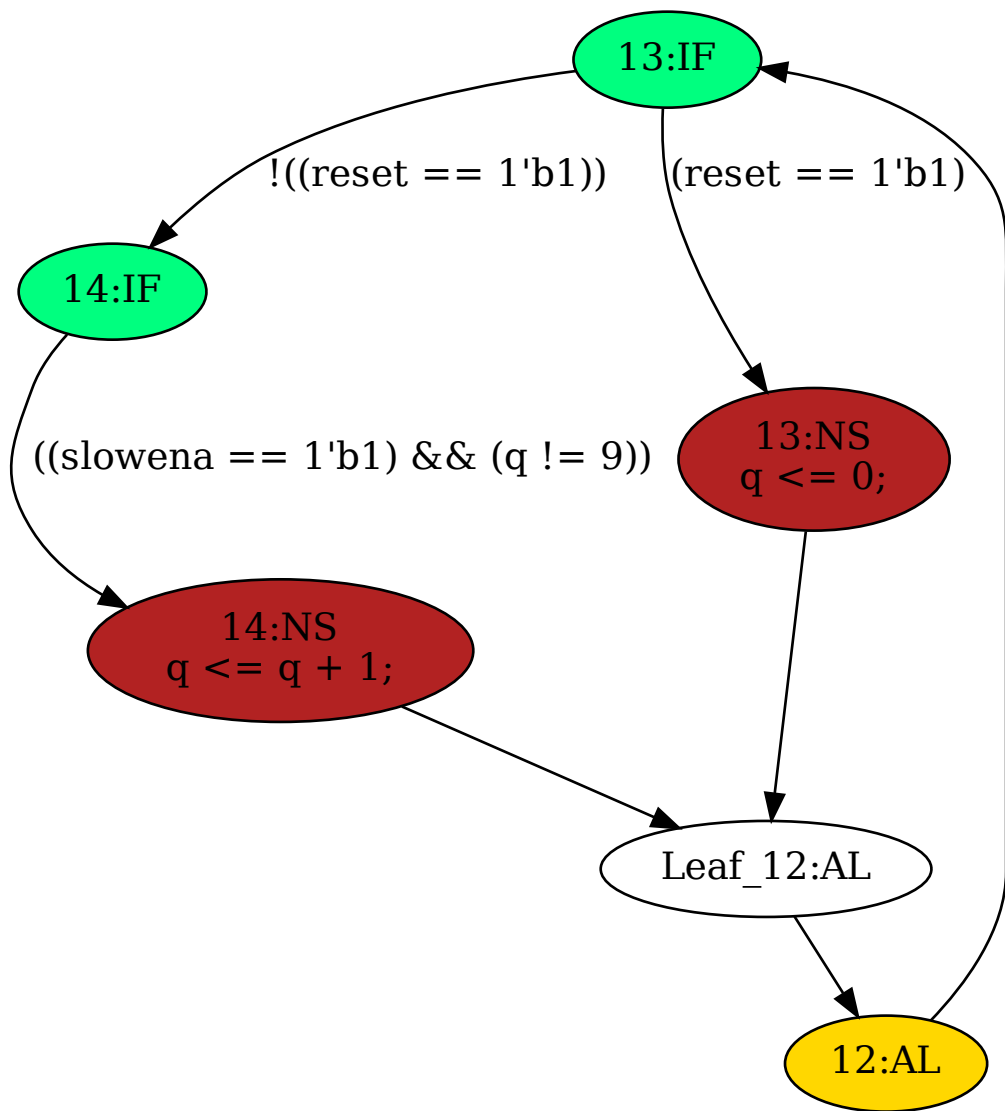 13:IF
!((reset == 1'b1))
(reset == 1'b1)
14:IF
13:NS
q <= 0;
((slowena == 1'b1) && (q != 9))
14:NS
q <= q + 1;
Leaf_12:AL
12:AL